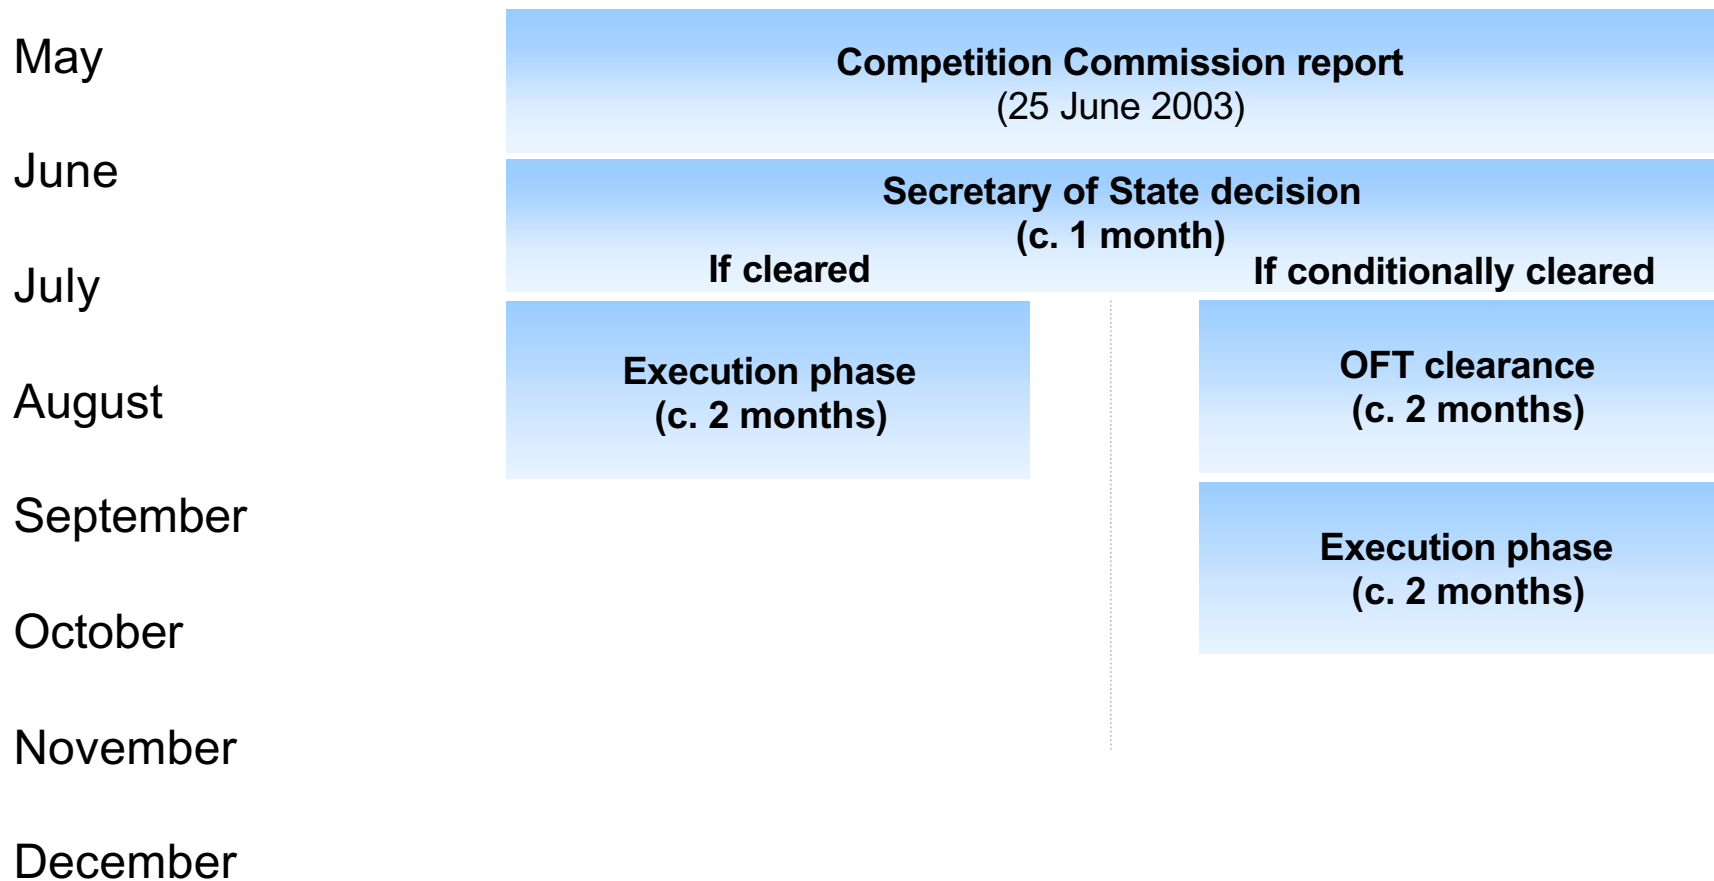 May
Competition Commission report
(25 June 2003)
June
Secretary of State decision
(c. 1 month)
July
If cleared
If conditionally cleared
Execution phase
(c. 2 months)
OFT clearance
(c. 2 months)
August
September
Execution phase
(c. 2 months)
October
November
December